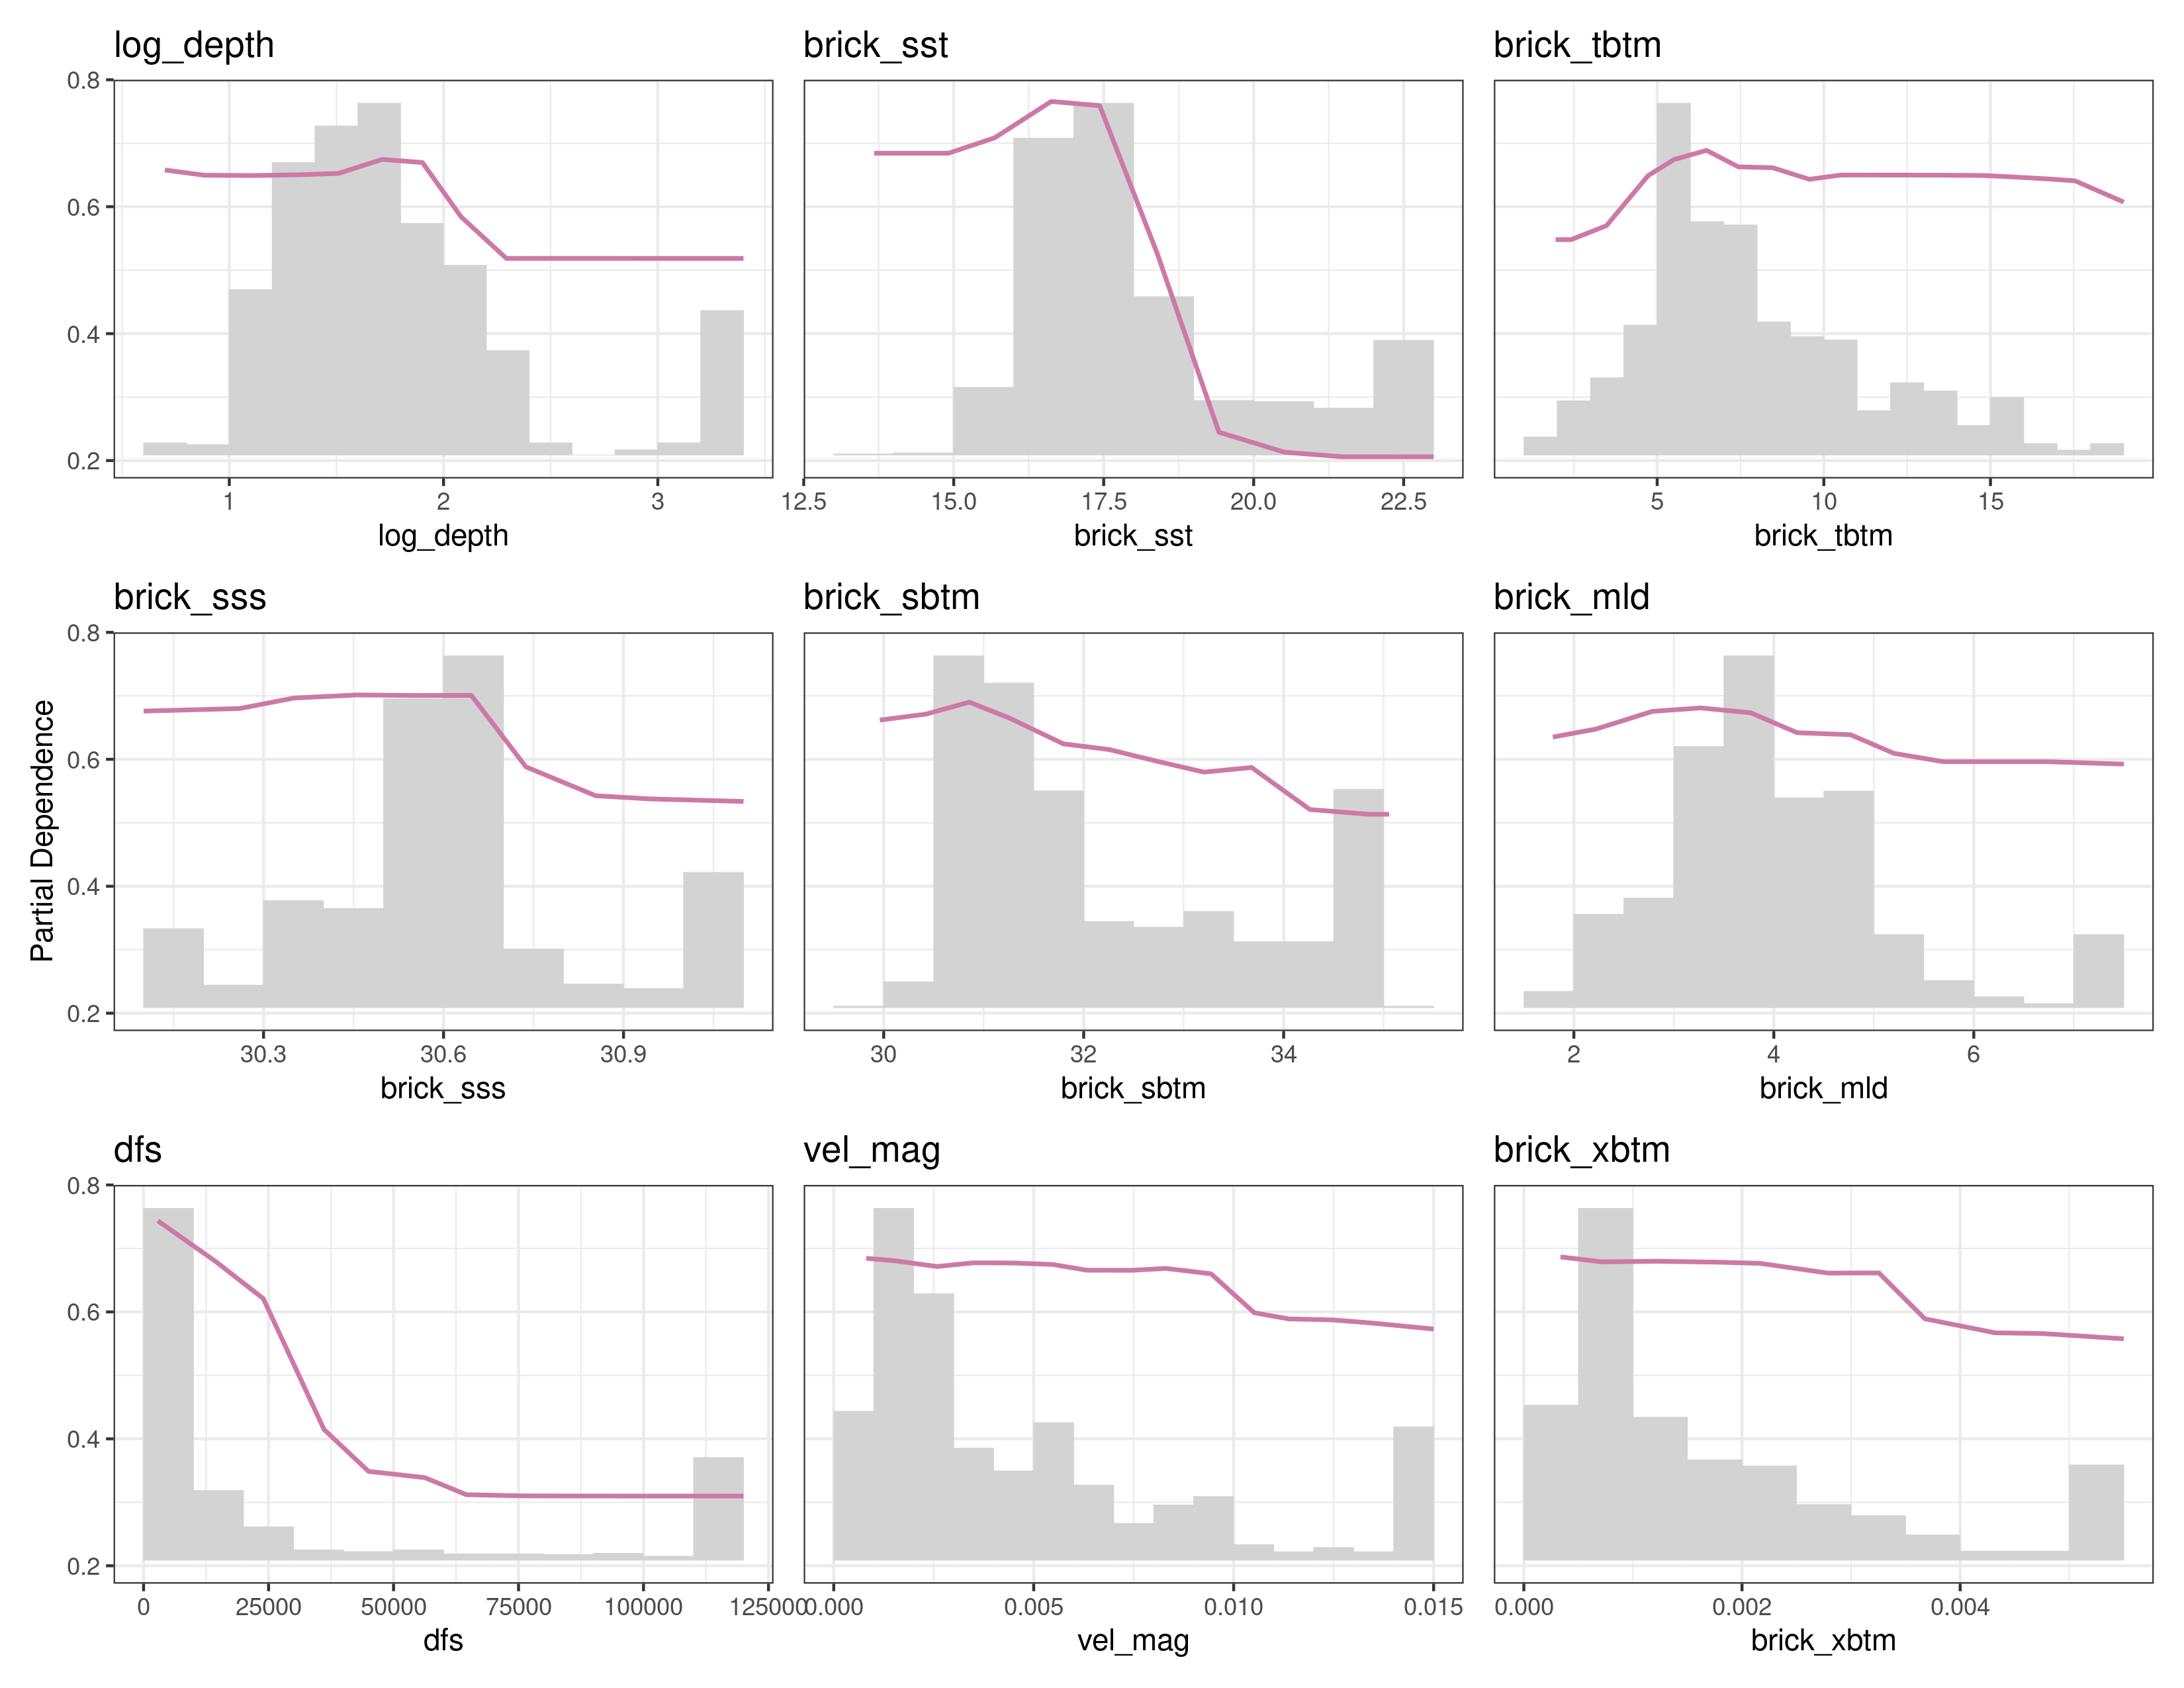 log_depth
brick_sst
brick_tbtm
0.8
0.6
0.4
0.2
1 2 3
12.5 15.0 17.5 20.0 22.5
5 10 15
log_depth
brick_sst
brick_tbtm
brick_sss
brick_sbtm
brick_mld
Partial Dependence
0.8
0.6
0.4
0.2
30.3 30.6 30.9
30 32 34
2 4 6
brick_sss
brick_sbtm
brick_mld
dfs
vel_mag
brick_xbtm
0.8
0.6
0.4
0.2
0 25000 50000 75000 100000 125000
0.000 0.005 0.010 0.015
0.000 0.002 0.004
dfs
vel_mag
brick_xbtm